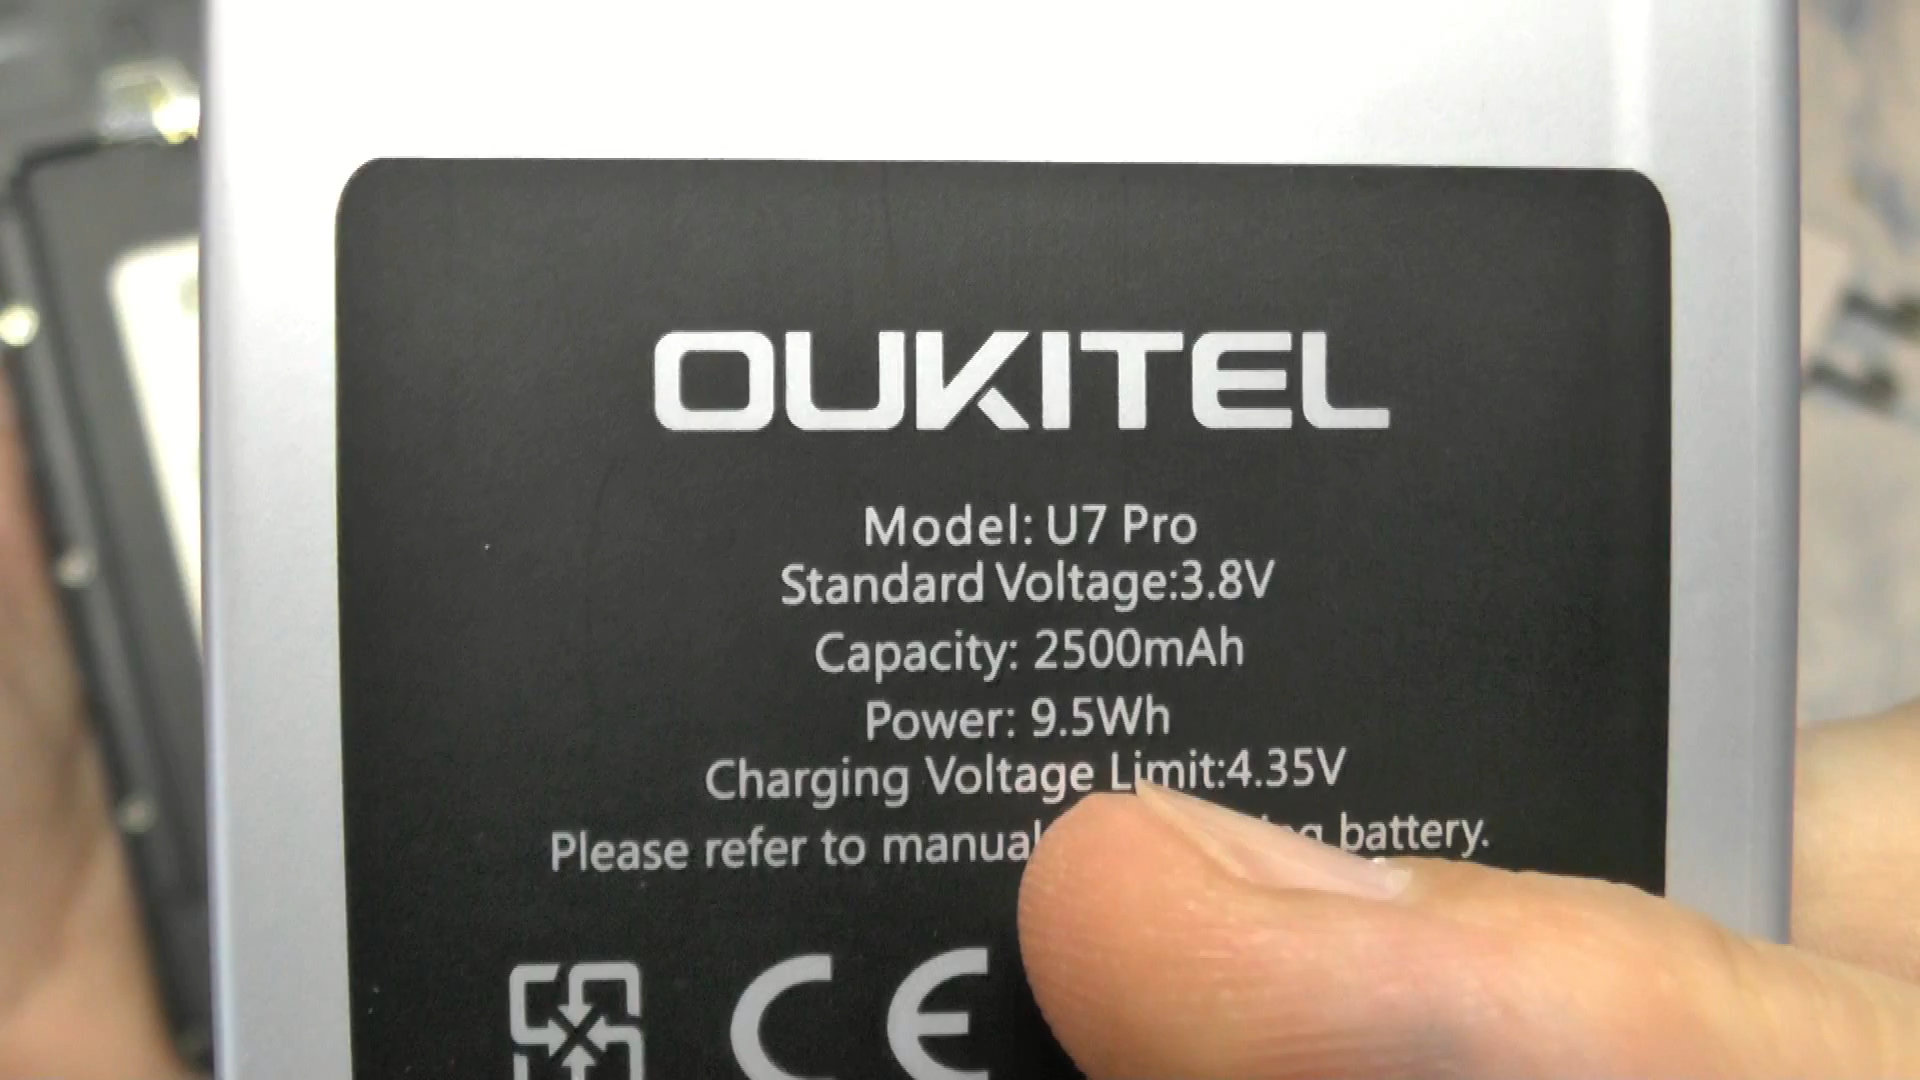 OUKITEL
Model: U7 Pro
Standard Voltage:3.8V
Capacity: 2500mAh
Power: 9.5Wh
Charging Voltage Limit:4.35V
Please refer to manual battery.
CE